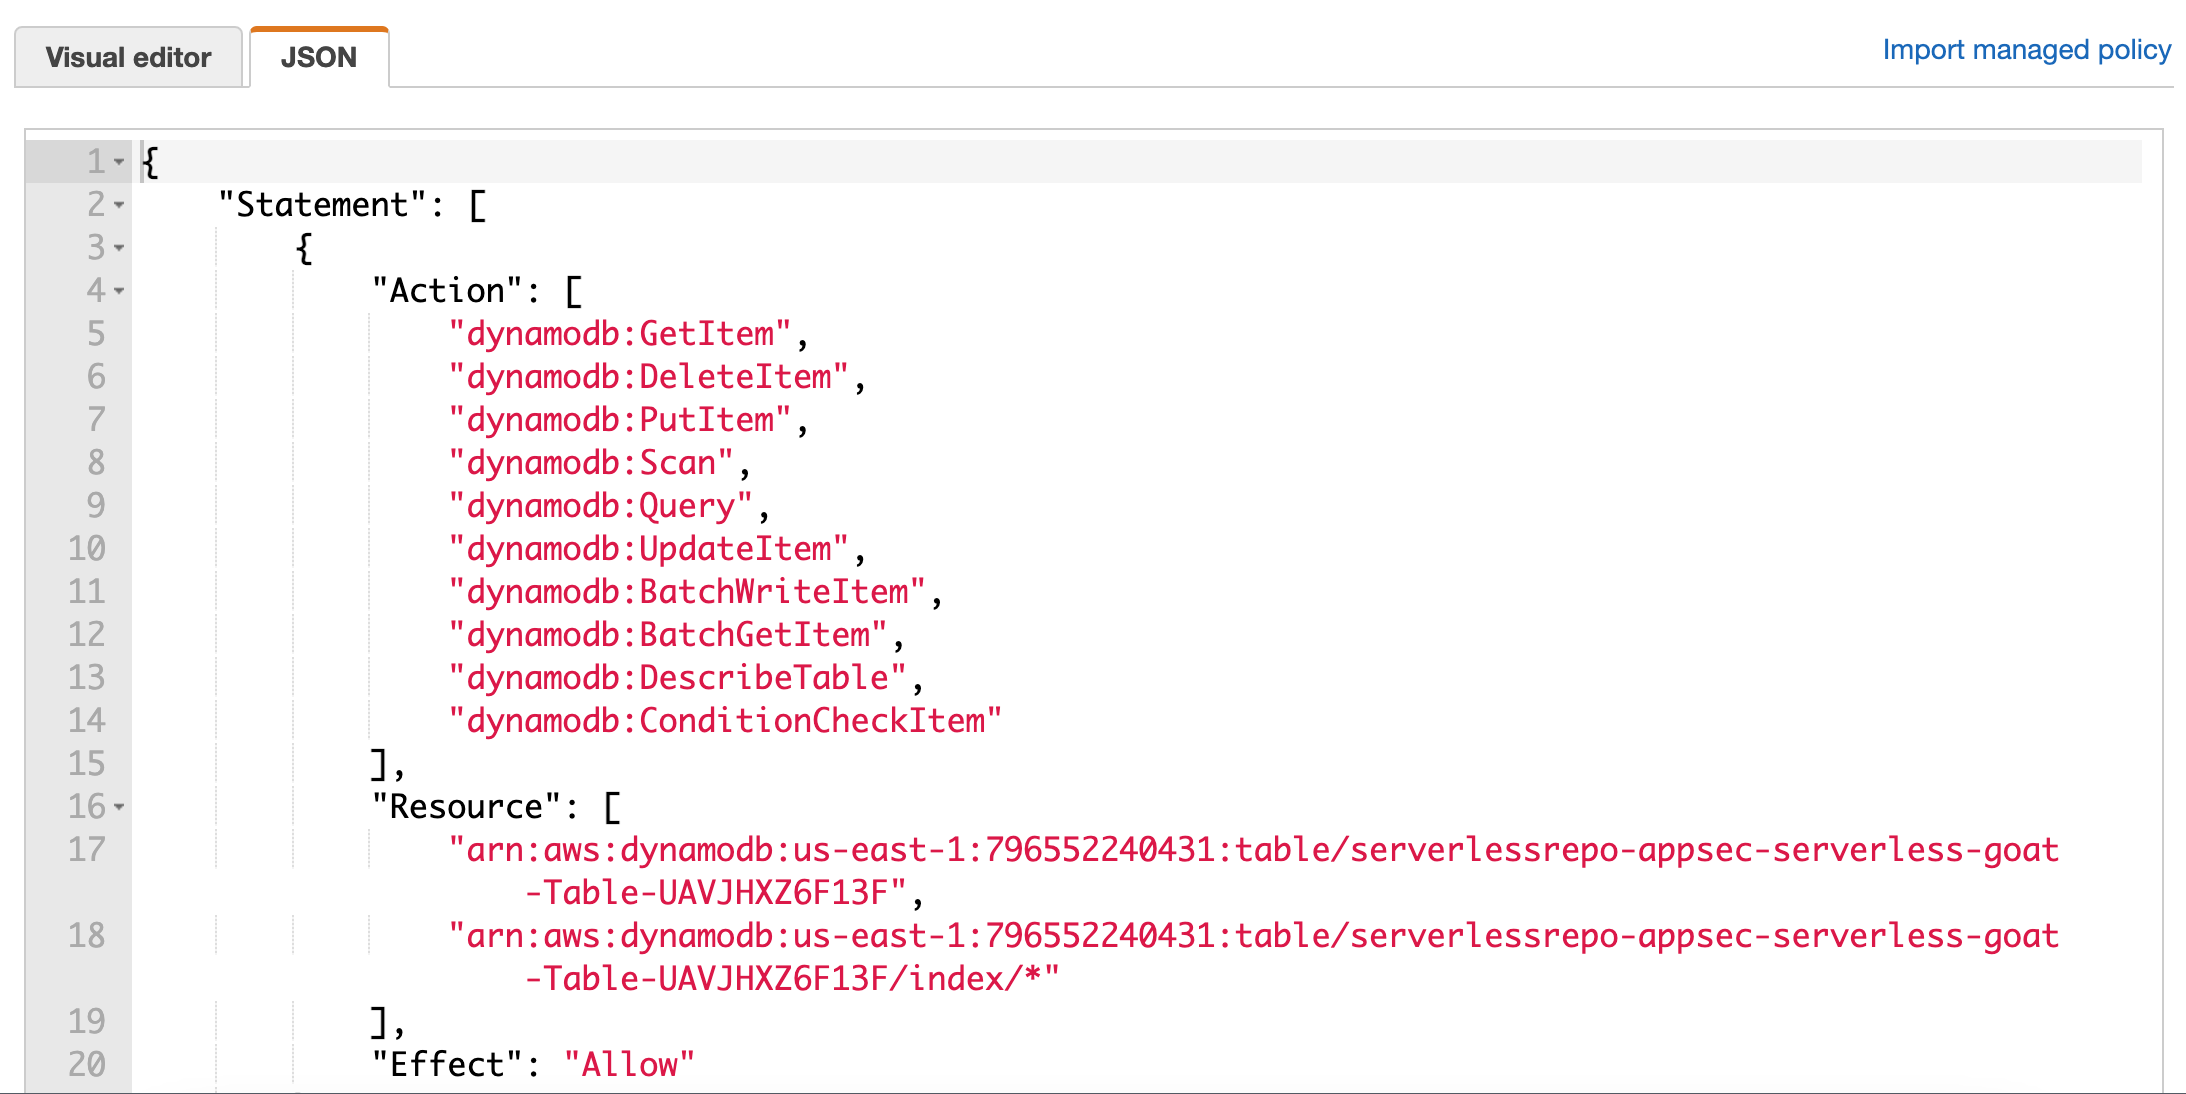 Visual editor JSON Import managed policy
1 {
2 "Statement": [
3 {
4 "Action": [
5 "dynamodb:GetItem",
6 "dynamodb:DeleteItem",
7 "dynamodb:PutItem",
8 "dynamodb:Scan",
9 "dynamodb:Query",
10 "dynamodb:UpdateItem",
11 "dynamodb:BatchWriteItem",
12 "dynamodb:BatchGetItem",
13 "dynamodb:DescribeTable",
14 "dynamodb:ConditionCheckItem"
15 ],
16 "Resource": [
17 "arn:aws:dynamodb:us-east-1:796552240431:table/serverlessrepo-appsec-serverless-goat
-Table-UAVJHXZ6F13F",
18 "arn:aws:dynamodb:us-east-1:796552240431:table/serverlessrepo-appsec-serverless-goat
-Table-UAVJHXZ6F13F/index/*"
19 ],
20 "Effect": "Allow"